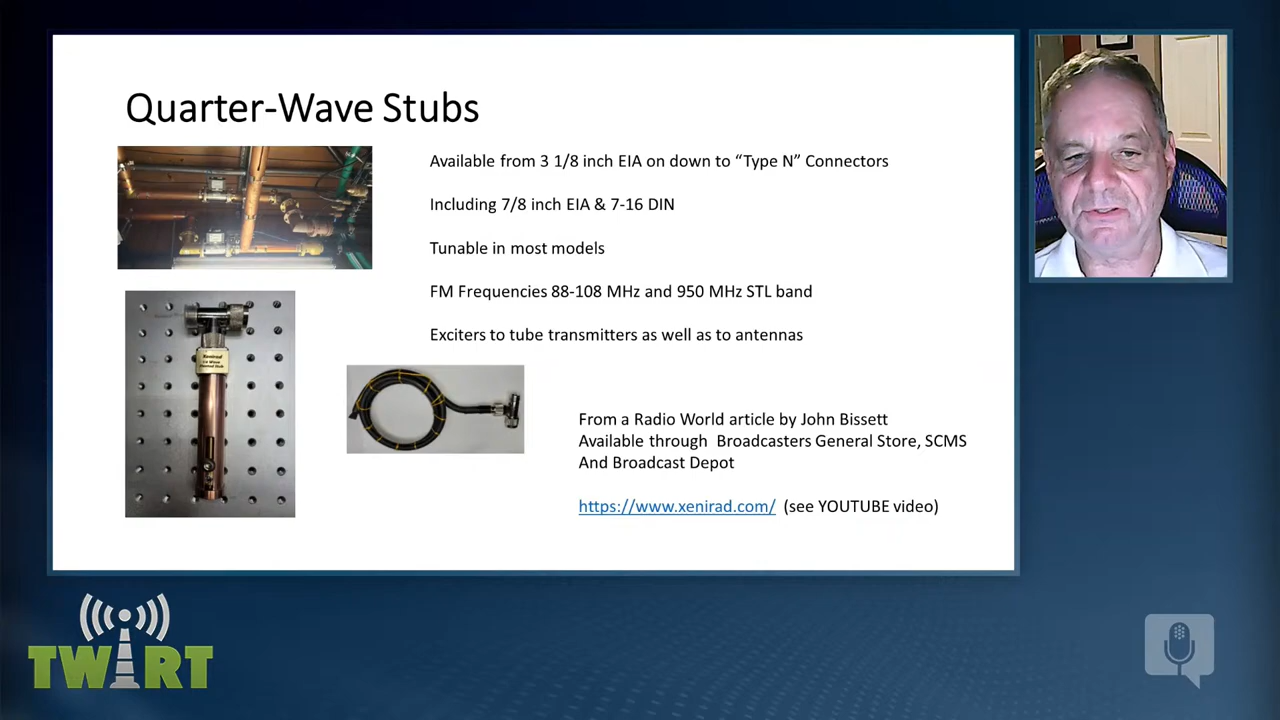 Quarter-Wave Stubs
Available from 3 1/8 inch EIA on down to “Type N” Connectors
Including 7/8 inch EIA & 7-16 DIN
Tunable in most models
FM Frequencies 88-108 MHz and 950 MHz STL band
Exciters to tube transmitters as well as to antennas
Xenirad
From a Radio World article by John Bissett
Available through Broadcasters General Store, SCMS
And Broadcast Depot
https://www.xenirad.com/ (see YOUTUBE video)
TWiRT